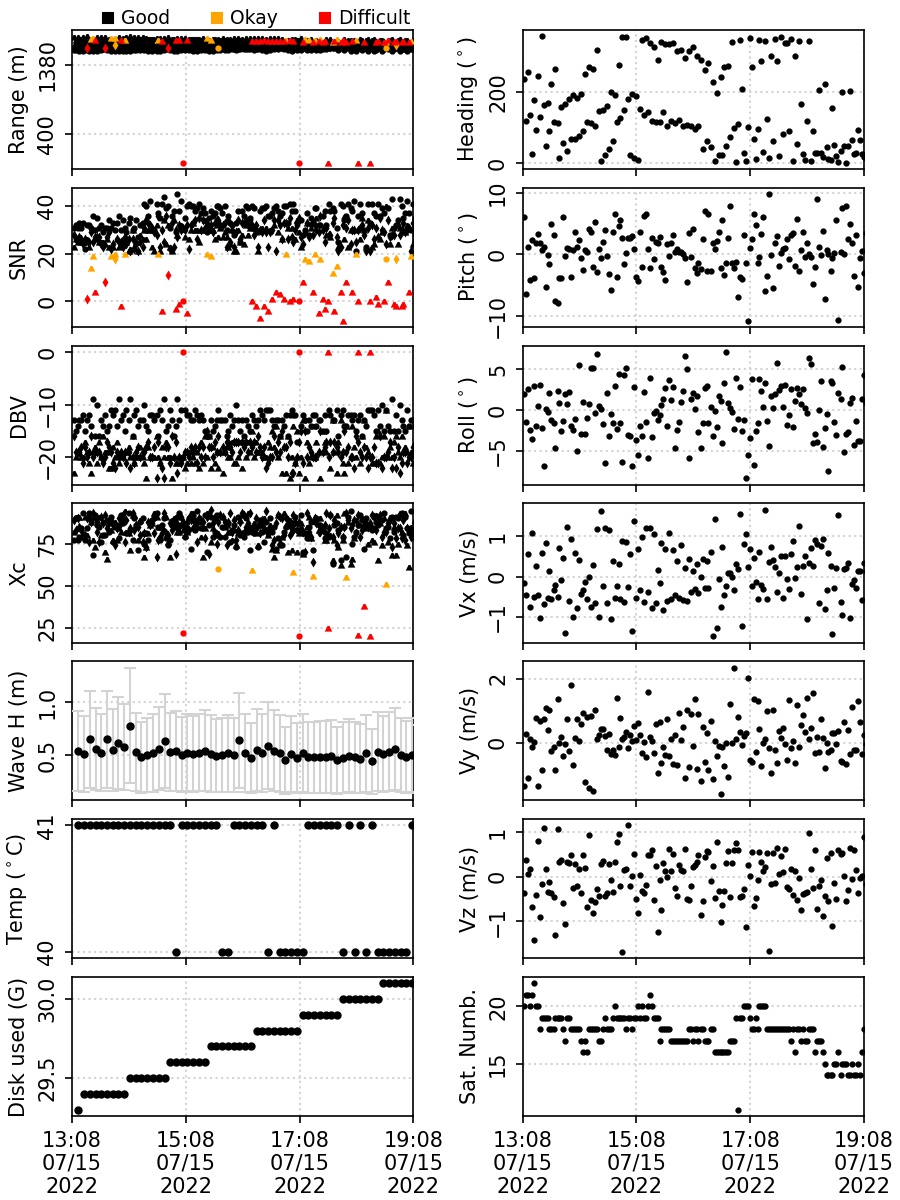 Good Okay Difficult
Range (m)
1380
400
Heading (°)
200
0
SNR
40
20
0
Pitch (°)
10
0
−10
DBV
0
−10
−20
Roll (°)
5
0
−5
Xc
75
50
25
Vx (m/s)
1
0
−1
Wave H (m)
1.0
0.5
Vy (m/s)
2
0
Temp (°C)
41
40
Vz (m/s)
1
0
−1
Disk used (G)
30.0
29.5
Sat. Numb.
20
15
13:08 15:08 17:08 19:08
07/15 07/15 07/15 07/15
2022 2022 2022 2022
13:08 15:08 17:08 19:08
07/15 07/15 07/15 07/15
2022 2022 2022 2022